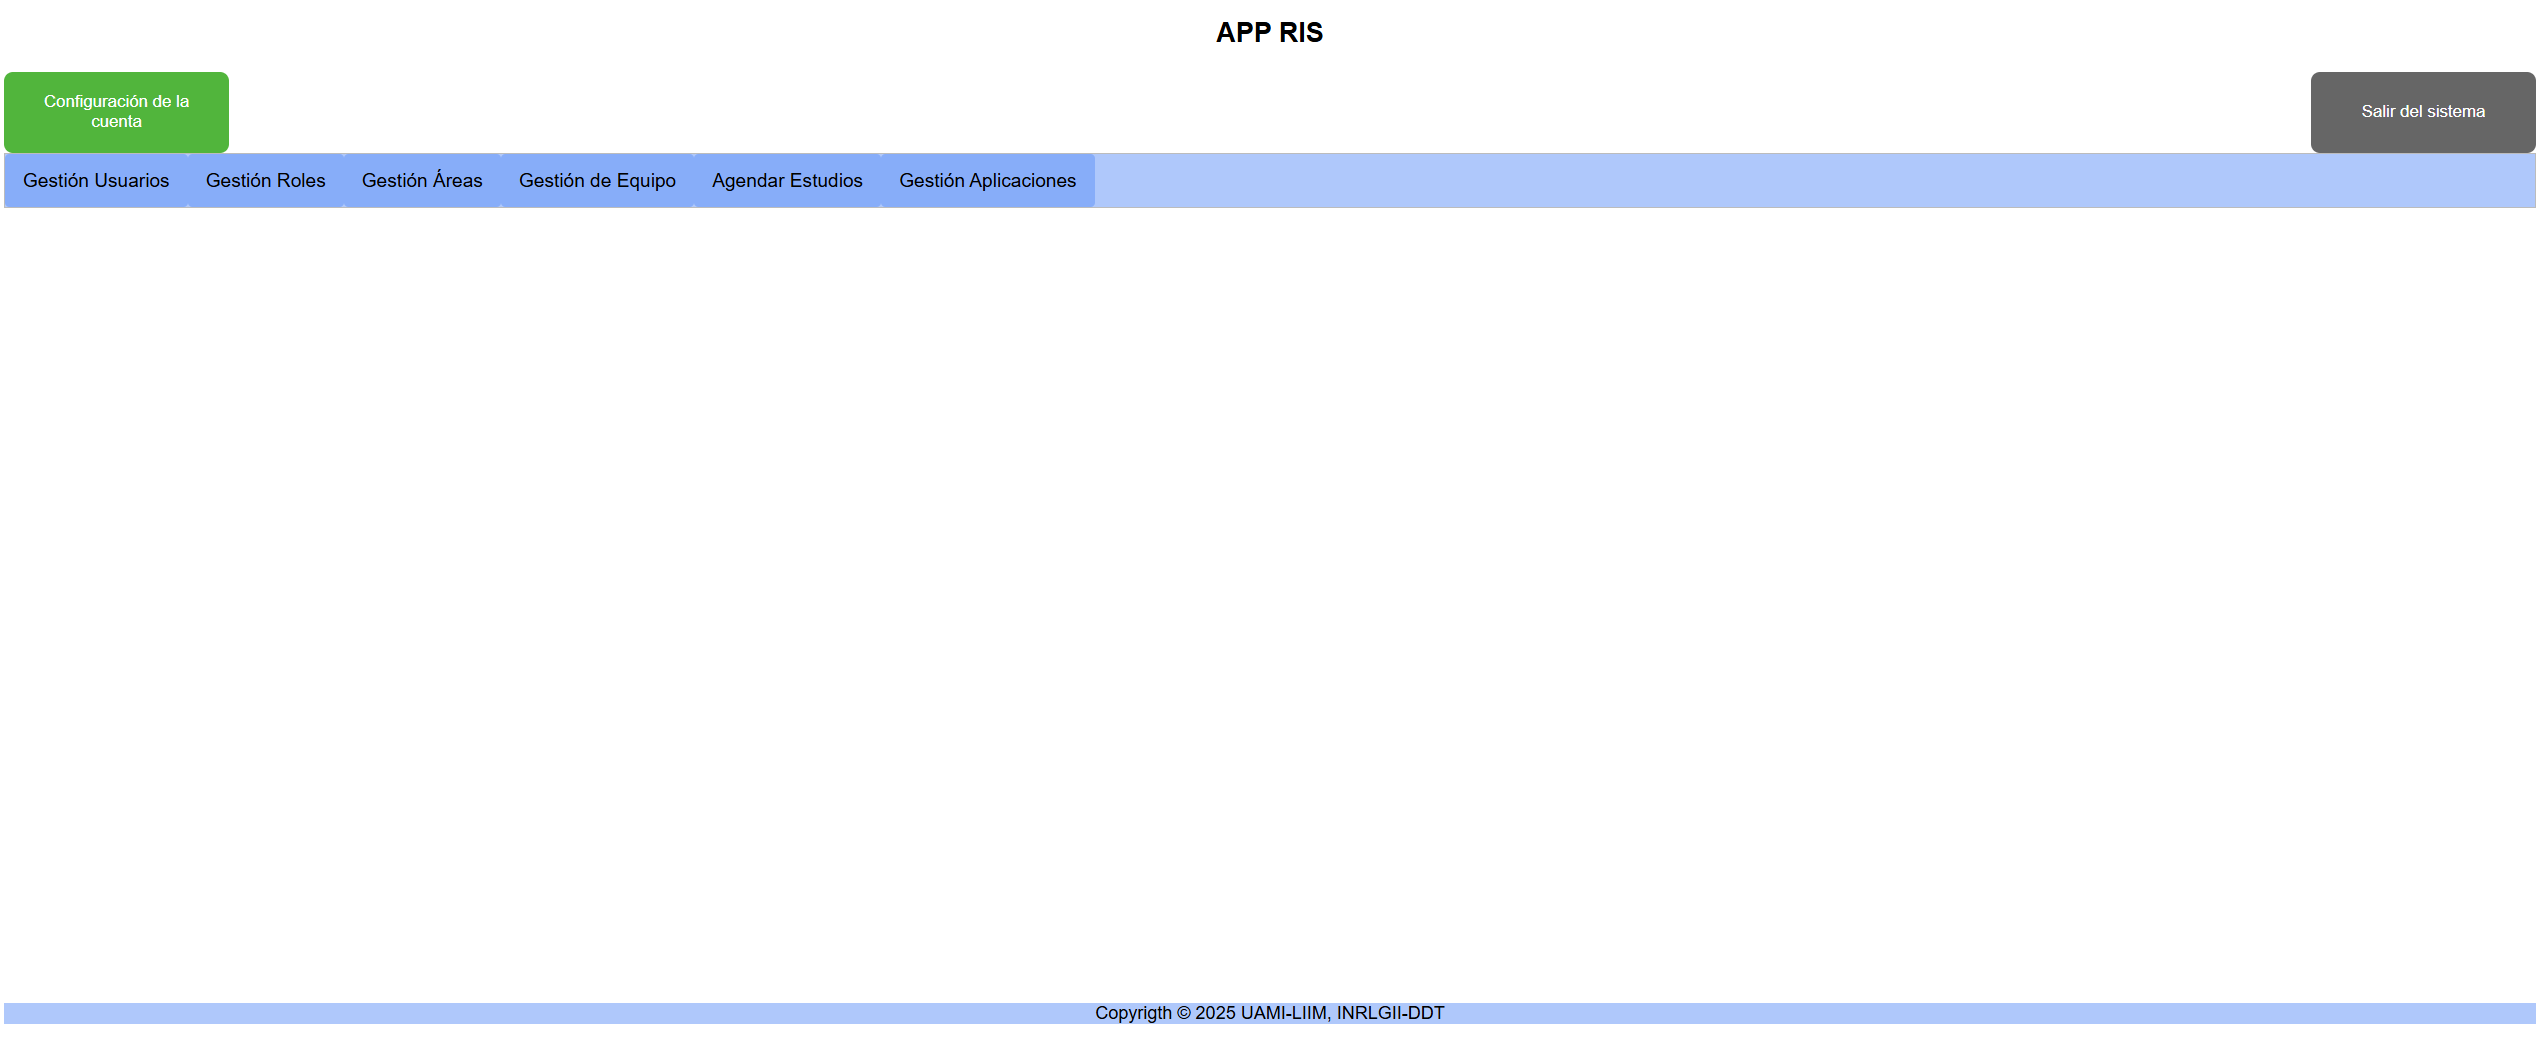 APP RIS
Configuración de la
cuenta
Salir del sistema
Gestión Usuarios Gestión Roles Gestión Áreas Gestión de Equipo Agendar Estudios Gestión Aplicaciones
Copyrigth © 2025 UAMI-LIIM, INRLGII-DDT